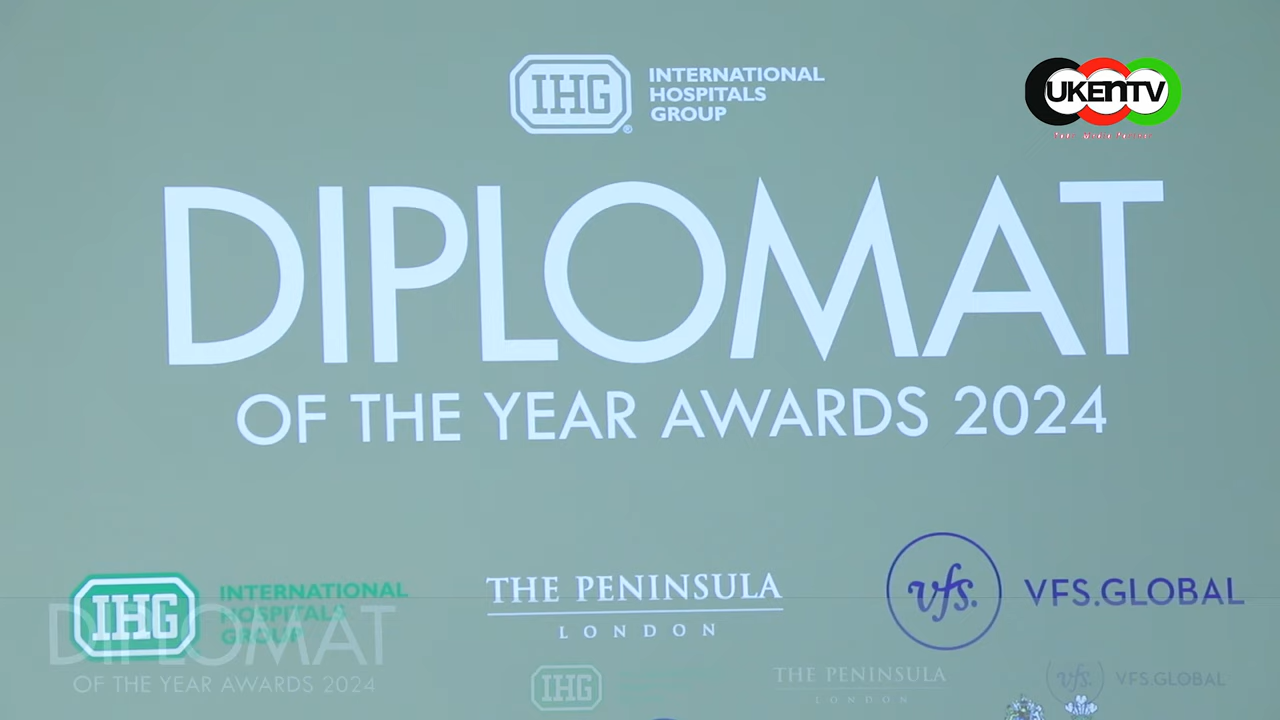 IHG
INTERNATIONAL
HOSPITALS
GROUP
UKENTV
DIPLOMAT
OF THE YEAR AWARDS 2024
IHG
INTERNATIONAL
HOSPITALS
GROUP
THE PENINSULA
LONDON
vfs.
VFS.GLOBAL
DIPLOMAT
OF THE YEAR AWARDS 2024
IHG
THE PENINSULA
LONDON
vfs.
VFS.GLOBAL